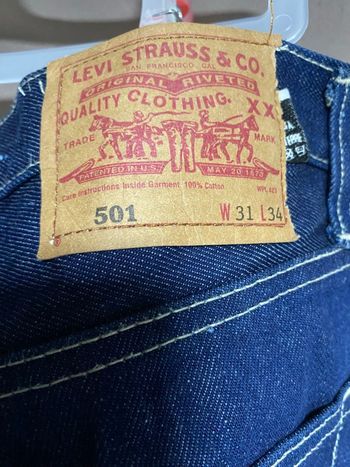 LEVI STRAUSS & CO.
SAN FRANCISCO, CAL.
ORIGINAL RIVETED
QUALITY CLOTHING.
XX
TRADE MARK
PATENTED IN U.S. MAY 20 1873
Care Instructions Inside Garment 100% Cotton WPL 423
501 W 31 L 34